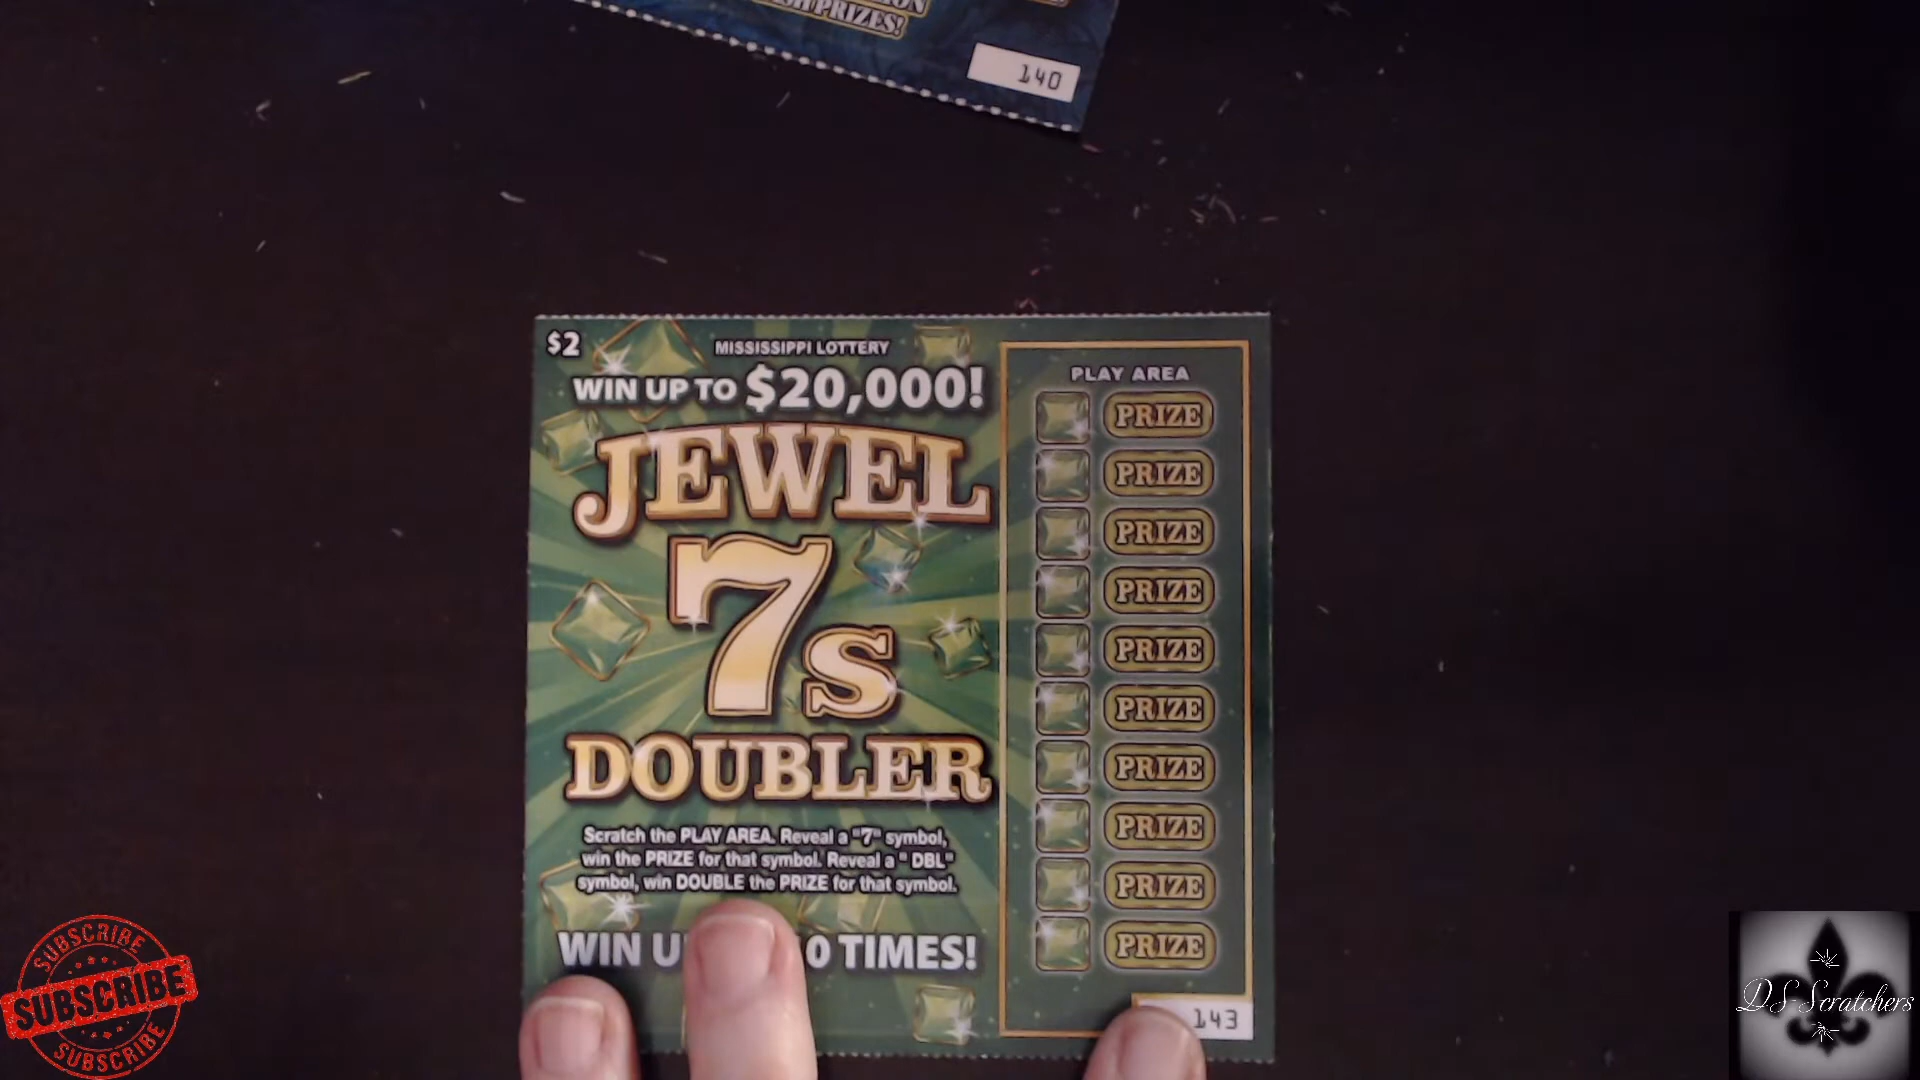 PRIZES!
140
$2
MISSISSIPPI LOTTERY
WIN UP TO $20,000!
JEWEL
7s
DOUBLER
Scratch the PLAY AREA. Reveal a "7" symbol,
win the PRIZE for that symbol. Reveal a "DBL"
symbol, win DOUBLE the PRIZE for that symbol.
WIN 0 TIMES!
PLAY AREA
PRIZE
PRIZE
PRIZE
PRIZE
PRIZE
PRIZE
PRIZE
PRIZE
PRIZE
PRIZE
143
SUBSCRIBE
SUBSCRIBE
SUBSCRIBE
DS Scratchers